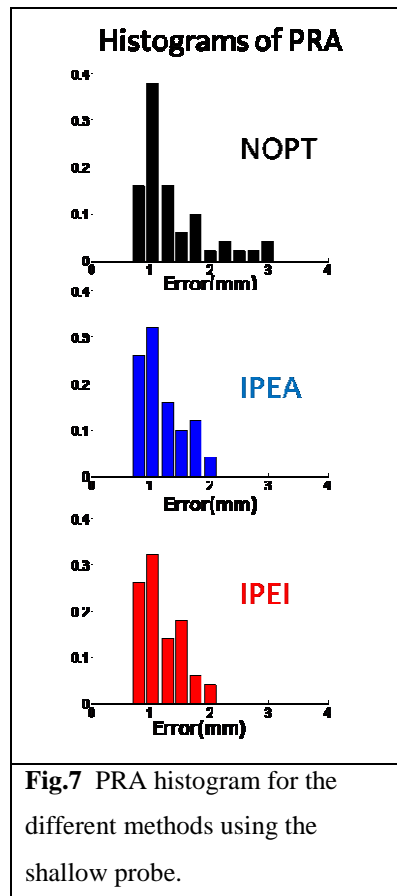 Histograms of PRA
0.4
0.3
NOPT
0.2
0.1
0
0 1 2 3 4
Error(mm)
0.4
0.3
IPEA
0.2
0.1
0
0 1 2 3 4
Error(mm)
0.4
0.3
IPEI
0.2
0.1
0
0 1 2 3 4
Error(mm)
Fig.7 PRA histogram for the
different methods using the
shallow probe.